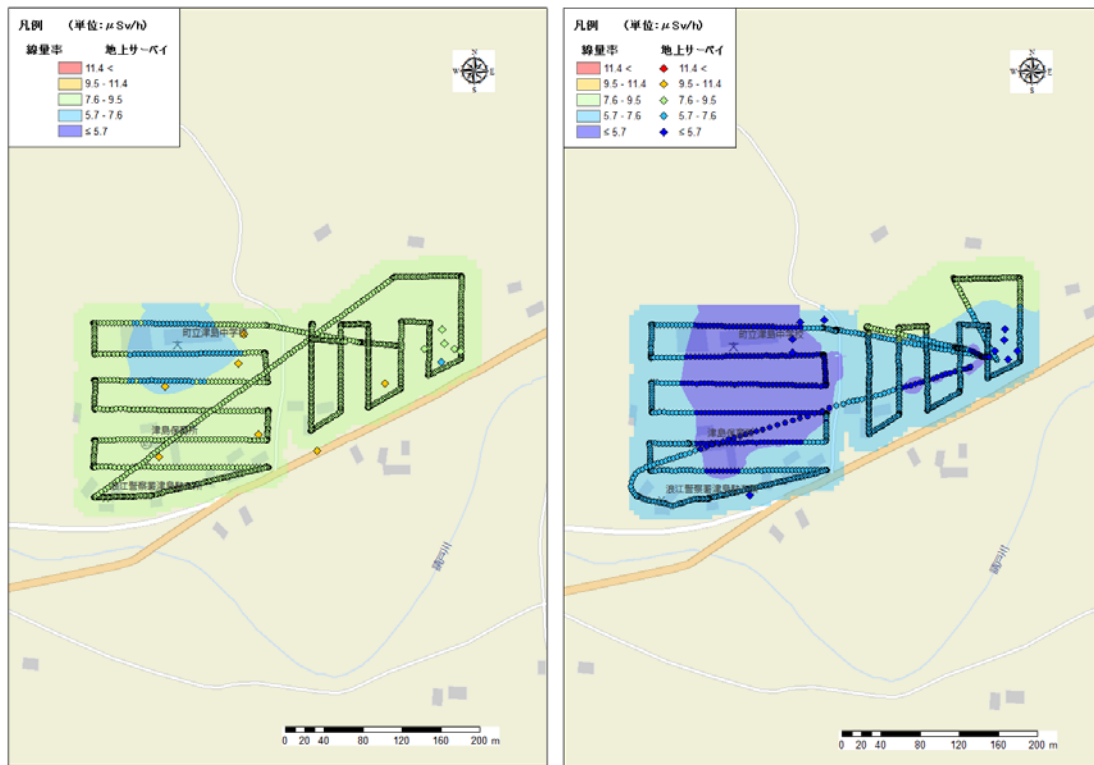 凡例 (単位:μSv/h)
線量率 地上サーベイ
11.4 <
9.5 - 11.4
7.6 - 9.5
5.7 - 7.6
≤ 5.7
N
W E
S
町立津島中学校
津島保育所
浪江警察署津島駐在所
請戸川
0 20 40 80 120 160 200 m
凡例 (単位:μSv/h)
線量率 地上サーベイ
11.4 < 11.4 <
9.5 - 11.4 9.5 - 11.4
7.6 - 9.5 7.6 - 9.5
5.7 - 7.6 5.7 - 7.6
≤ 5.7 ≤ 5.7
N
W E
S
町立津島中学校
津島保育所
浪江警察署津島駐在所
請戸川
0 20 40 80 120 160 200 m